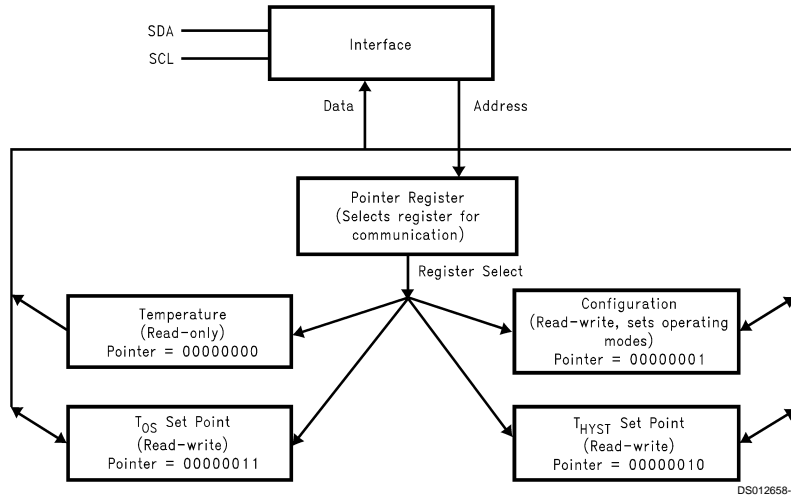 SDA
SCL
Interface
Data
Address
Pointer Register
(Selects register for
communication)
Register Select
Temperature
(Read-only)
Pointer = 00000000
Configuration
(Read-write, sets operating
modes)
Pointer = 00000001
TOS Set Point
(Read-write)
Pointer = 00000011
THYST Set Point
(Read-write)
Pointer = 00000010
DS012658-